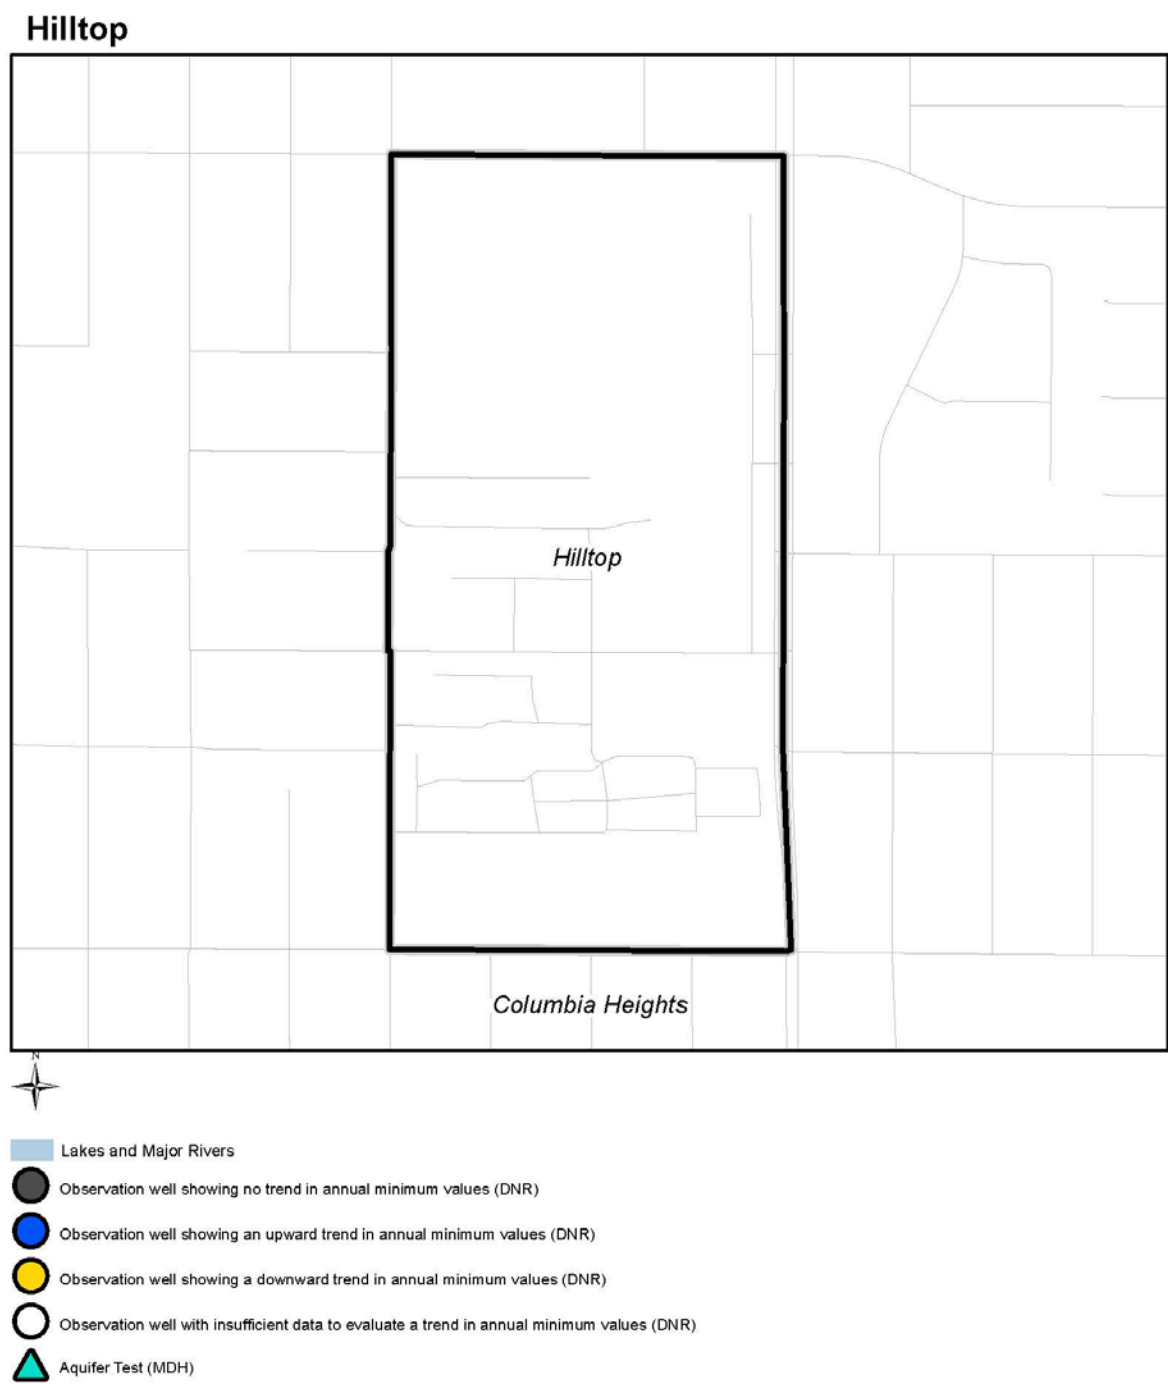 Hilltop
Hilltop
Columbia Heights
N
Lakes and Major Rivers
Observation well showing no trend in annual minimum values (DNR)
Observation well showing an upward trend in annual minimum values (DNR)
Observation well showing a downward trend in annual minimum values (DNR)
Observation well with insufficient data to evaluate a trend in annual minimum values (DNR)
Aquifer Test (MDH)